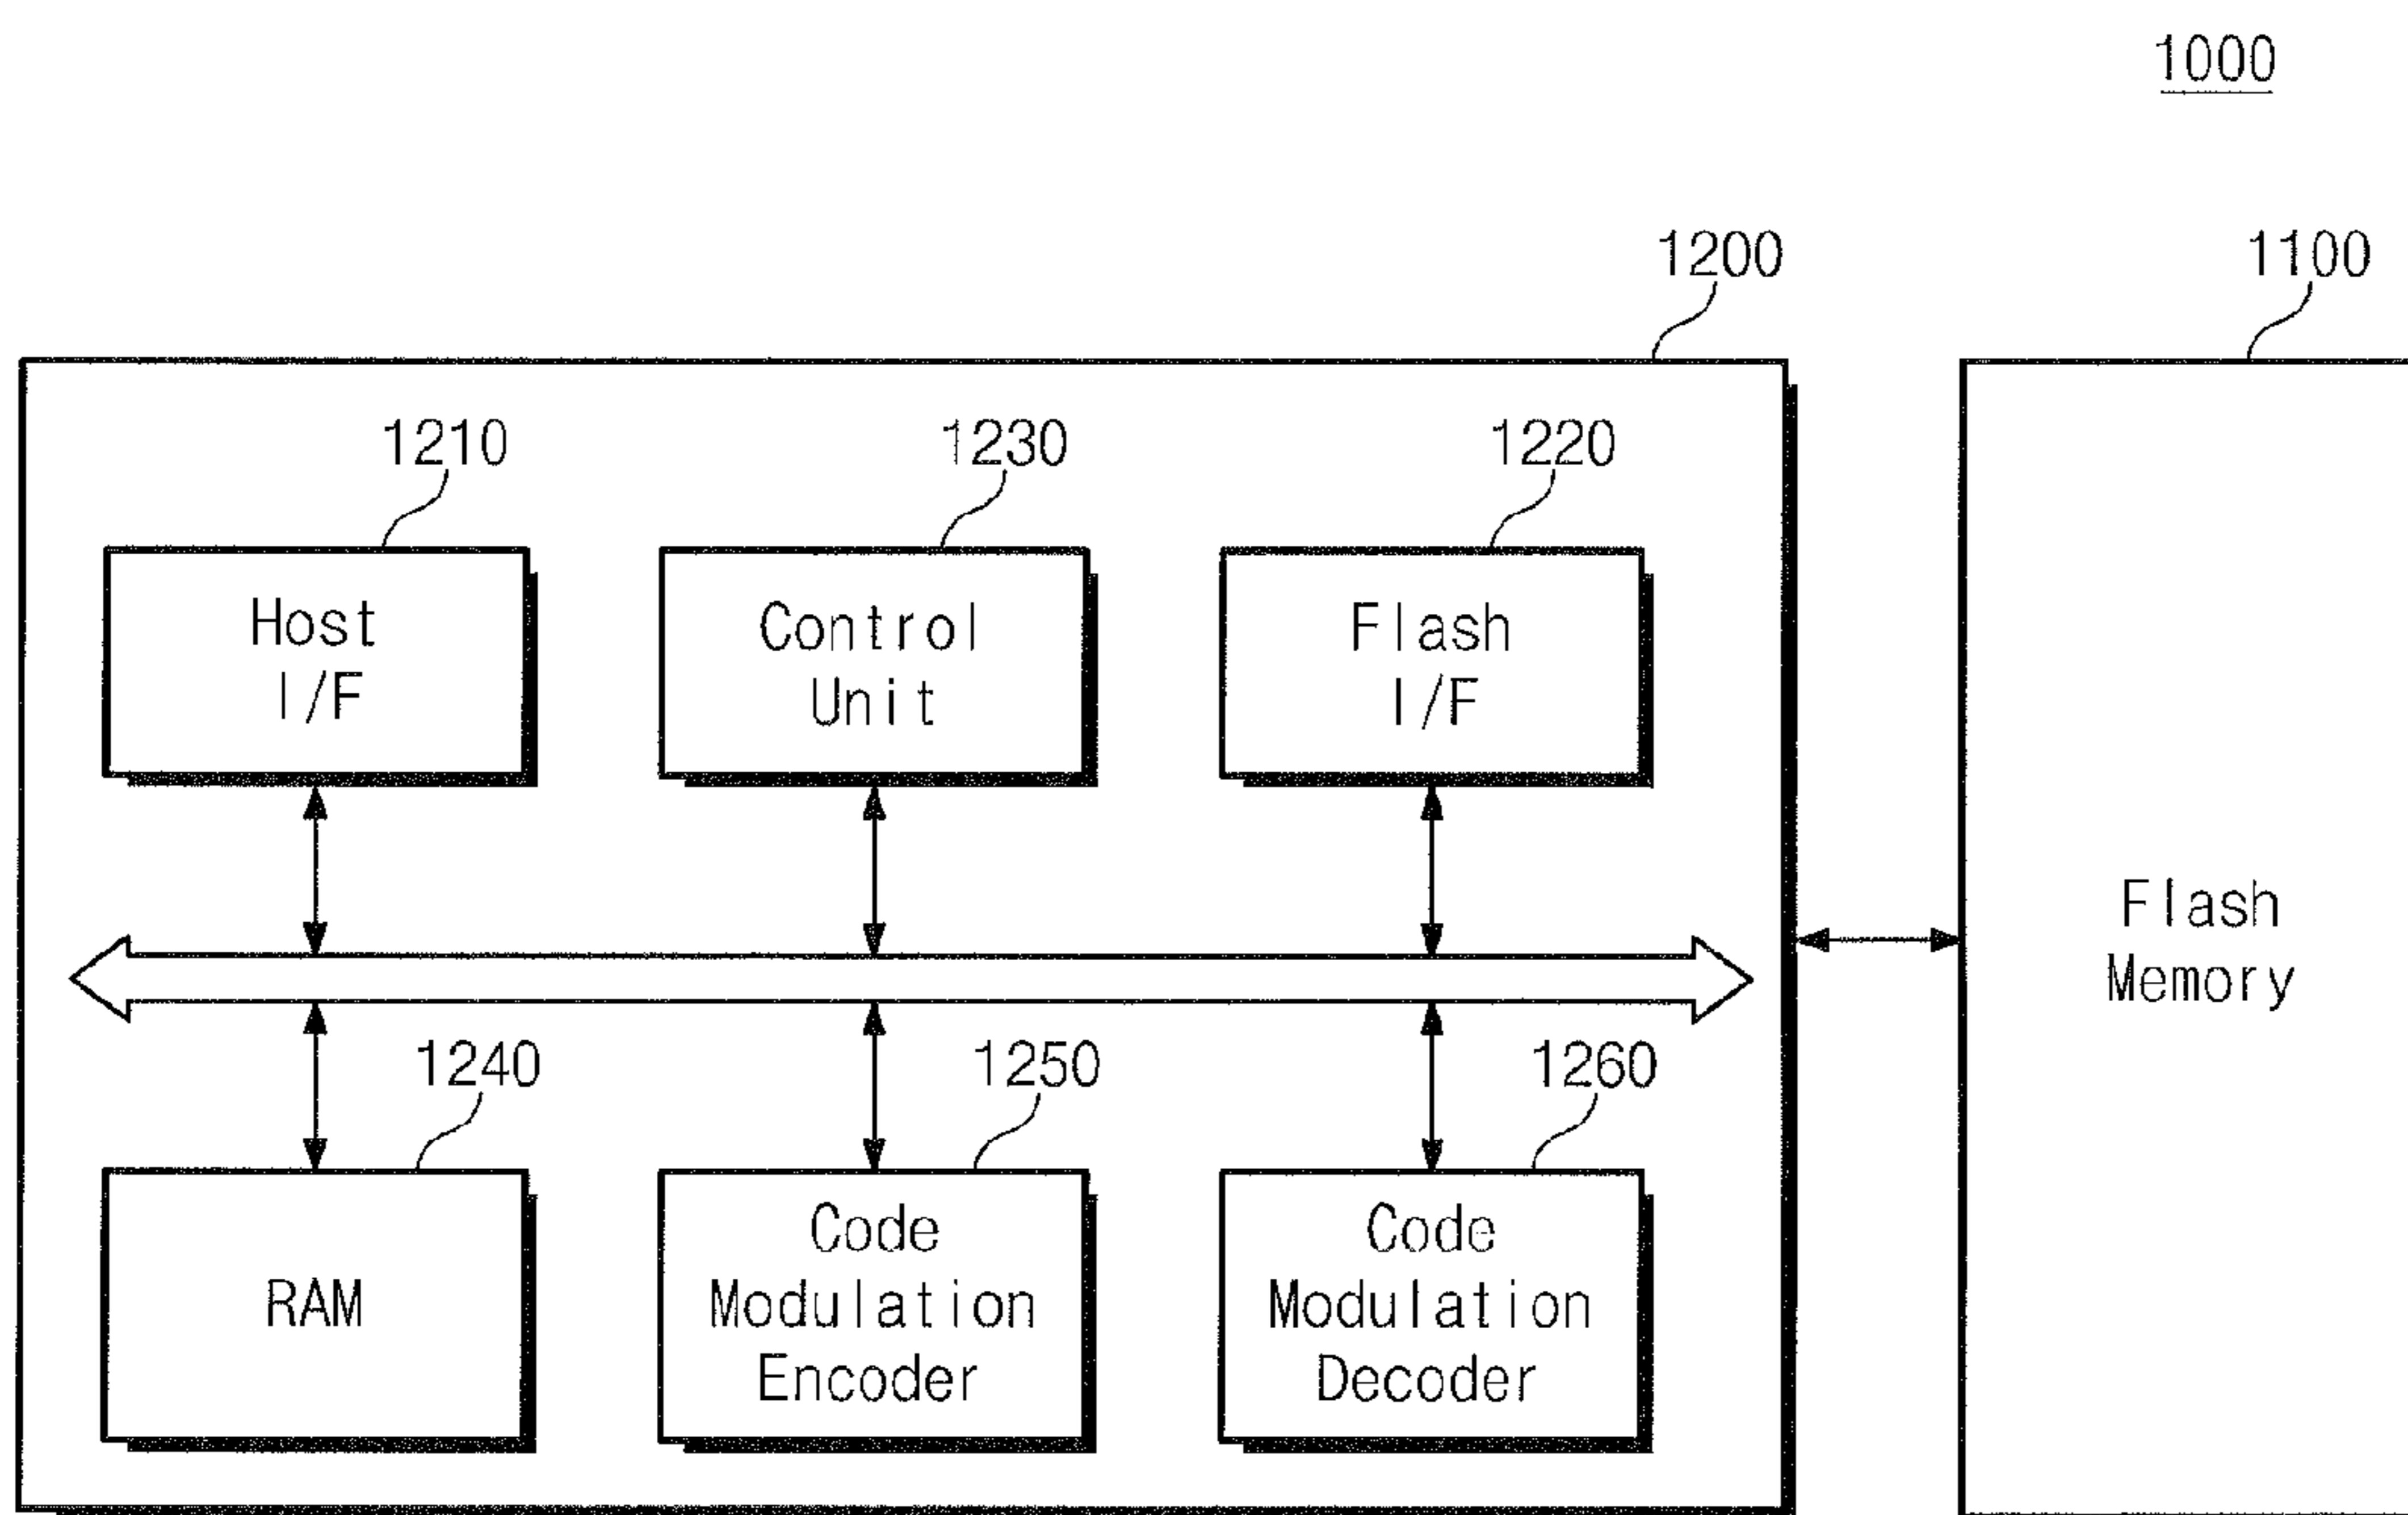 1000
1200
1100
1210
1230
1220
Host
I/F
Control
Unit
Flash
I/F
Flash
Memory
1240
1250
1260
RAM
Code
Modulation
Encoder
Code
Modulation
Decoder